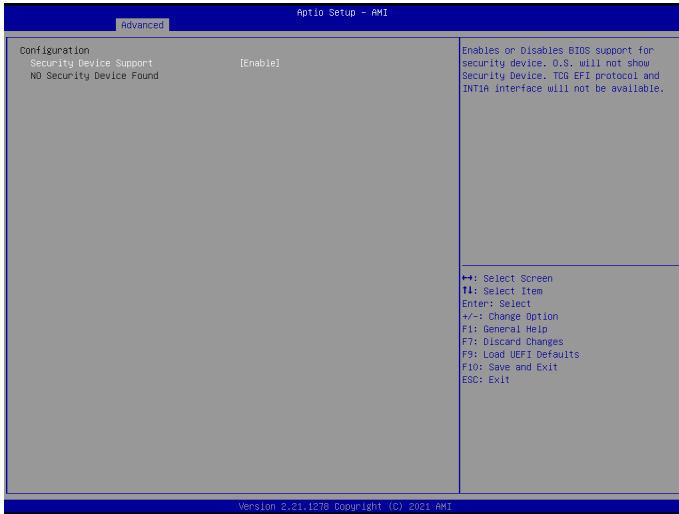 Aptio Setup - AMI
Advanced
Configuration
Security Device Support [Enable]
NO Security Device Found
Enables or Disables BIOS support for
security device. O.S. will not show
Security Device. TCG EFI protocol and
INT1A interface will not be available.
↔: Select Screen
↑↓: Select Item
Enter: Select
+/-: Change Option
F1: General Help
F7: Discard Changes
F9: Load UEFI Defaults
F10: Save and Exit
ESC: Exit
Version 2.21.1278 Copyright (C) 2021 AMI